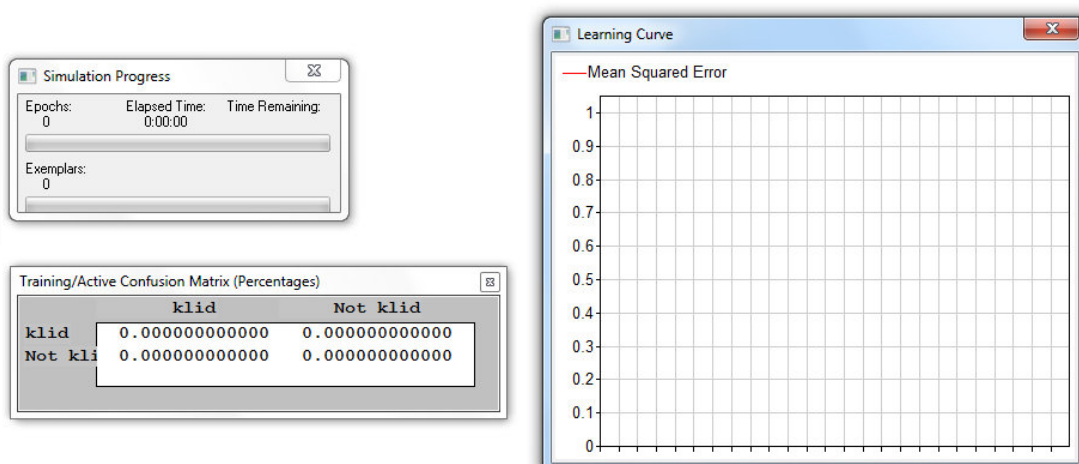 Simulation Progress
Epochs: Elapsed Time: Time Remaining:
0 0:00:00
Exemplars:
0
Training/Active Confusion Matrix (Percentages)
klid Not klid
klid 0.000000000000 0.000000000000
Not kli 0.000000000000 0.000000000000
Learning Curve
Mean Squared Error
1
0.9
0.8
0.7
0.6
0.5
0.4
0.3
0.2
0.1
0